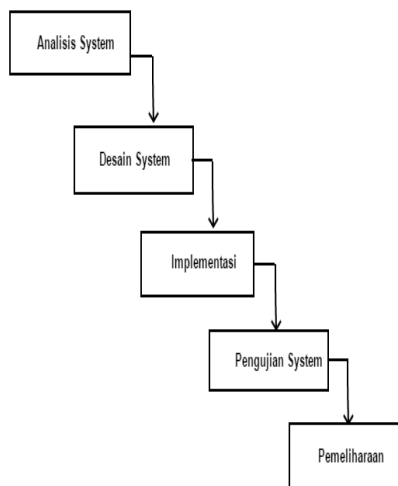 Analisis System
Desain System
Implementasi
Pengujian System
Pemeliharaan